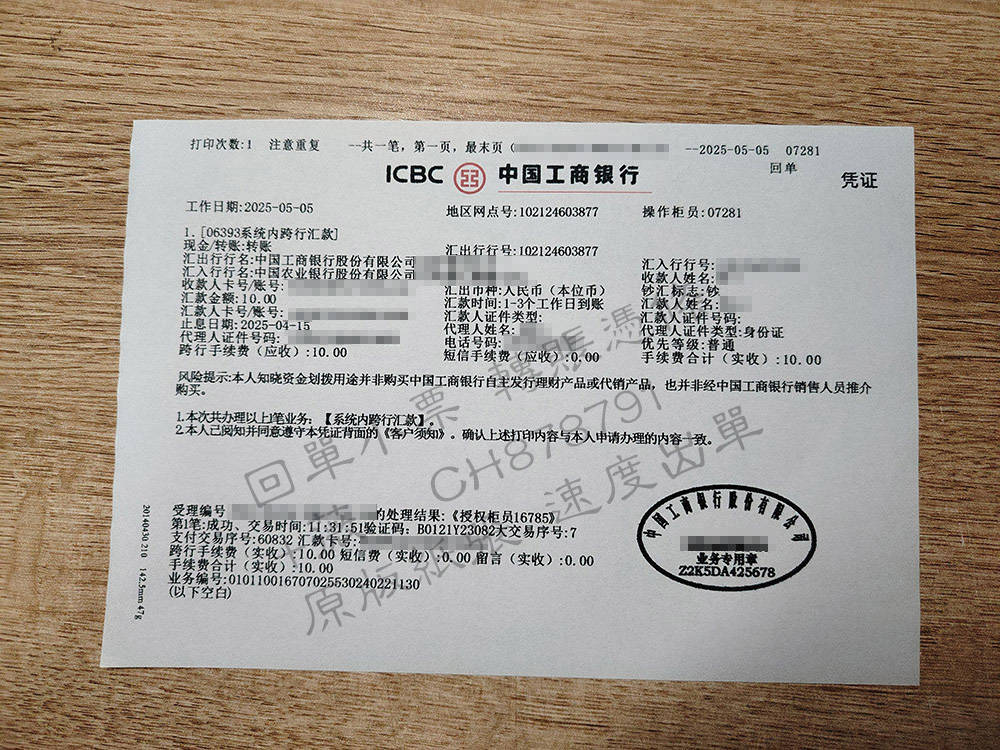 打印次数:1 注意重复 --共一笔，第一页，最末页（ --2025-05-05 07281
ICBC 中国工商银行 回单 凭证
工作日期:2025-05-05 地区网点号:102124603877 操作柜员:07281
1.[06393系统内跨行汇款]
现金/转账:转账
汇出行行名:中国工商银行股份有限公司 汇出行行号:102124603877
汇入行行名:中国农业银行股份有限公司 汇入行行号:
收款人卡号/账号: 收款人姓名:
汇款金额:10.00 汇出币种:人民币（本位币） 钞汇标志:钞
汇款人卡号/账号: 汇款时间:1-3个工作日到账 汇款人姓名:
止息日期:2025-04-15 汇款人证件类型: 汇款人证件号码:
代理人证件号码: 代理人姓名: 代理人证件类型:身份证
电话号码: 优先等级:普通
跨行手续费（应收）:10.00 短信手续费（应收）:0.00 手续费合计（实收）:10.00
风险提示:本人知晓资金划拨用途并非购买中国工商银行自主发行理财产品或代销产品，也并非经中国工商银行销售人员推介
购买。
1.本次共办理以上1笔业务，【系统内跨行汇款】。
2.本人已阅知并同意遵守本凭证背面的《客户须知》。确认上述打印内容与本人申请办理的内容一致。
受理编号 的处理结果:《授权柜员16785》
第1笔:成功、交易时间:11:31:51验证码：B0121Y23082大交易序号:7
支付交易序号:60832 汇款卡号:
跨行手续费（实收）:10.00 短信费（实收）:0.00 留言（实收）:0.00
手续费合计（实收）:10.00
业务编号:0101100167070255302402211​30
(以下空白)
20140430 210 142.5mm 47g
中国工商银行股份有限公司
业务专用章
Z2K5DA425678
回單小票 轉賬憑
CH878791
原版紙張 速度出單